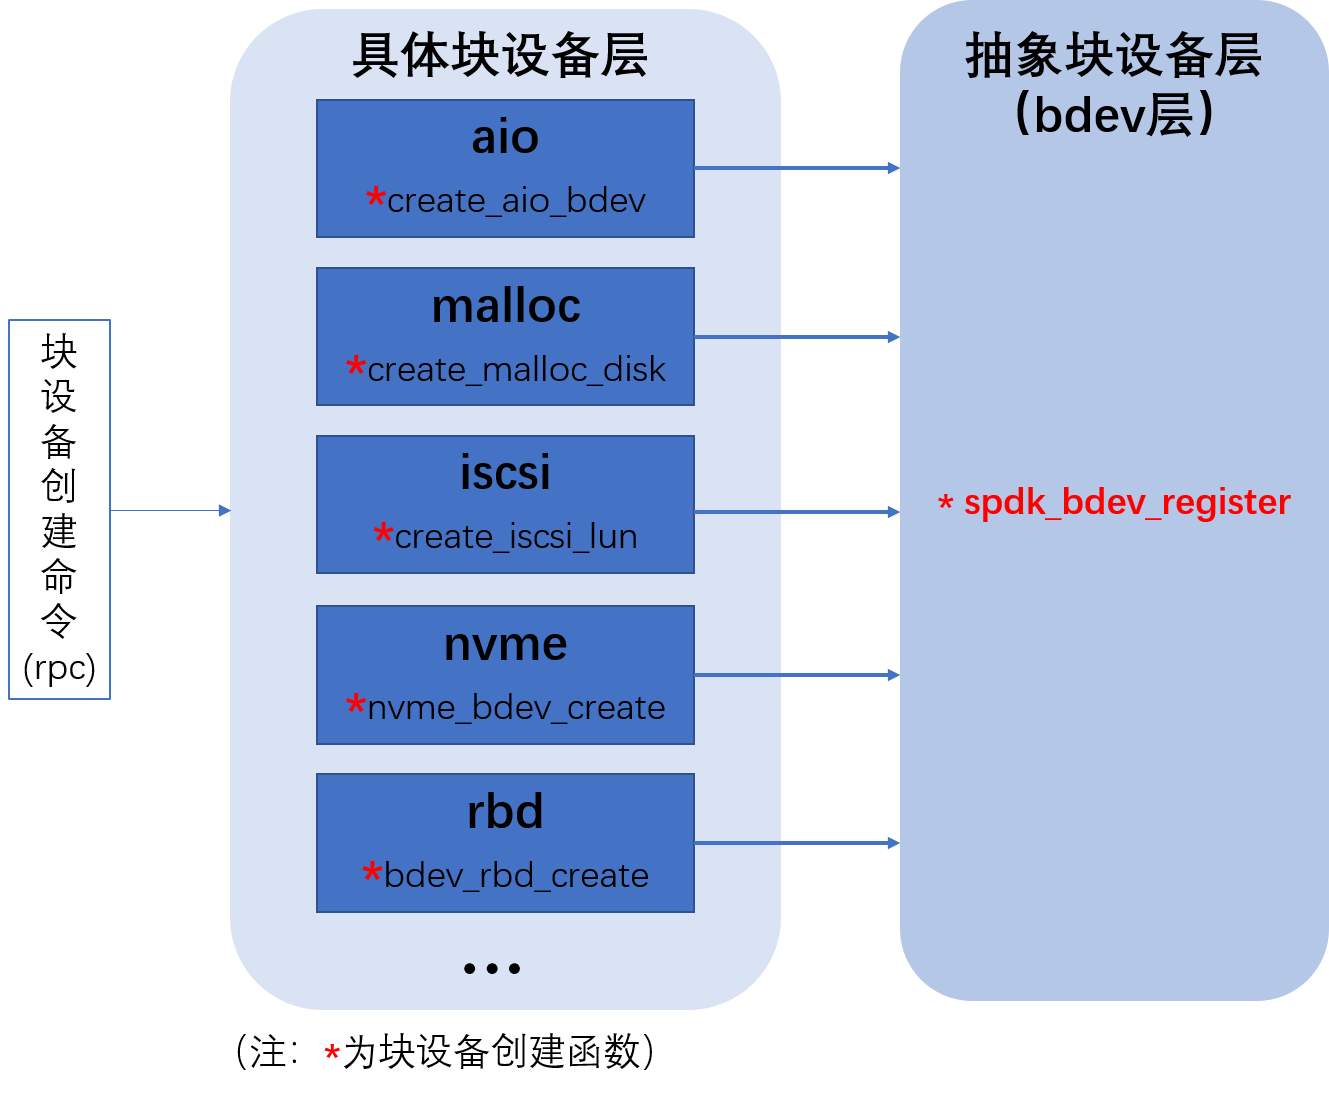 块
设
备
创
建
命
令
(rpc)
具体块设备层
aio
*create_aio_bdev
malloc
*create_malloc_disk
iscsi
*create_iscsi_lun
nvme
*nvme_bdev_create
rbd
*bdev_rbd_create
...
抽象块设备层
（bdev层）
* spdk_bdev_register
（注：*为块设备创建函数）